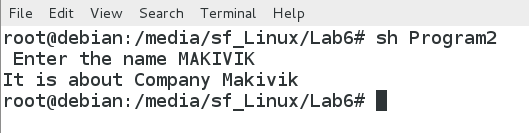 File Edit View Search Terminal Help
root@debian:/media/sf_Linux/Lab6# sh Program2
 Enter the name MAKIVIK
It is about Company Makivik
root@debian:/media/sf_Linux/Lab6#